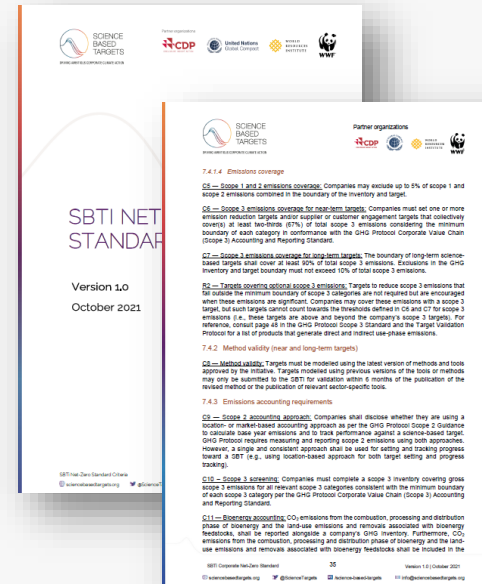 SCIENCE
BASED
TARGETS
DRIVING AMBITIOUS CORPORATE CLIMATE ACTION
Partner organizations
CDP
United Nations
Global Compact
WORLD
RESOURCES
INSTITUTE
WWF
SBTI NET
STANDAR
Version 1.0
October 2021
SBTi Net-Zero Standard Criteria
sciencebasedtargets.org
@ScienceT
SCIENCE
BASED
TARGETS
DRIVING AMBITIOUS CORPORATE CLIMATE ACTION
Partner organizations
CDP
WORLD
RESOURCES
INSTITUTE
WWF
7.4.1.4 Emissions coverage
C5 — Scope 1 and 2 emissions coverage: Companies may exclude up to 5% of scope 1 and
scope 2 emissions combined in the boundary of the inventory and target.
C6 — Scope 3 emissions coverage for near-term targets: Companies must set one or more
emission reduction targets and/or supplier or customer engagement targets that collectively
cover(s) at least two-thirds (67%) of total scope 3 emissions considering the minimum
boundary of each category in conformance with the GHG Protocol Corporate Value Chain
(Scope 3) Accounting and Reporting Standard.
C7 — Scope 3 emissions coverage for long-term targets: The boundary of long-term science-
based targets shall cover at least 90% of total scope 3 emissions. Exclusions in the GHG
inventory and target boundary must not exceed 10% of total scope 3 emissions.
R2 — Targets covering optional scope 3 emissions: Targets to reduce scope 3 emissions that
fall outside the minimum boundary of scope 3 categories are not required but are encouraged
when these emissions are significant. Companies may cover these emissions with a scope 3
target, but such targets cannot count towards the thresholds defined in C6 and C7 for scope 3
emissions (i.e., these targets are above and beyond the company's scope 3 targets). For
reference, consult page 48 in the GHG Protocol Scope 3 Standard and the Target Validation
Protocol for a list of products that generate direct and indirect use-phase emissions.
7.4.2 Method validity (near and long-term targets)
C8 — Method validity: Targets must be modelled using the latest version of methods and tools
approved by the initiative. Targets modelled using previous versions of the tools or methods
may only be submitted to the SBTi for validation within 6 months of the publication of the
revised method or the publication of relevant sector-specific tools.
7.4.3 Emissions accounting requirements
C9 — Scope 2 accounting approach: Companies shall disclose whether they are using a
location- or market-based accounting approach as per the GHG Protocol Scope 2 Guidance
to calculate base year emissions and to track performance against a science-based target.
GHG Protocol requires measuring and reporting scope 2 emissions using both approaches.
However, a single and consistent approach shall be used for setting and tracking progress
toward a SBT (e.g., using location-based approach for both target setting and progress
tracking).
C10 – Scope 3 screening: Companies must complete a scope 3 inventory covering gross
scope 3 emissions for all relevant scope 3 categories consistent with the minimum boundary
of each scope 3 category per the GHG Protocol Corporate Value Chain (Scope 3) Accounting
and Reporting Standard.
C11 — Bioenergy accounting: CO₂ emissions from the combustion, processing and distribution
phase of bioenergy and the land-use emissions and removals associated with bioenergy
feedstocks, shall be reported alongside a company's GHG inventory. Furthermore, CO₂
emissions from the combustion, processing and distribution phase of bioenergy and the land-
use emissions and removals associated with bioenergy feedstocks shall be included in the
SBTi Corporate Net-Zero Standard
35
Version 1.0 | October 2021
sciencebasedtargets.org
@ScienceTargets
/science-based-targets
info@sciencebasedtargets.org